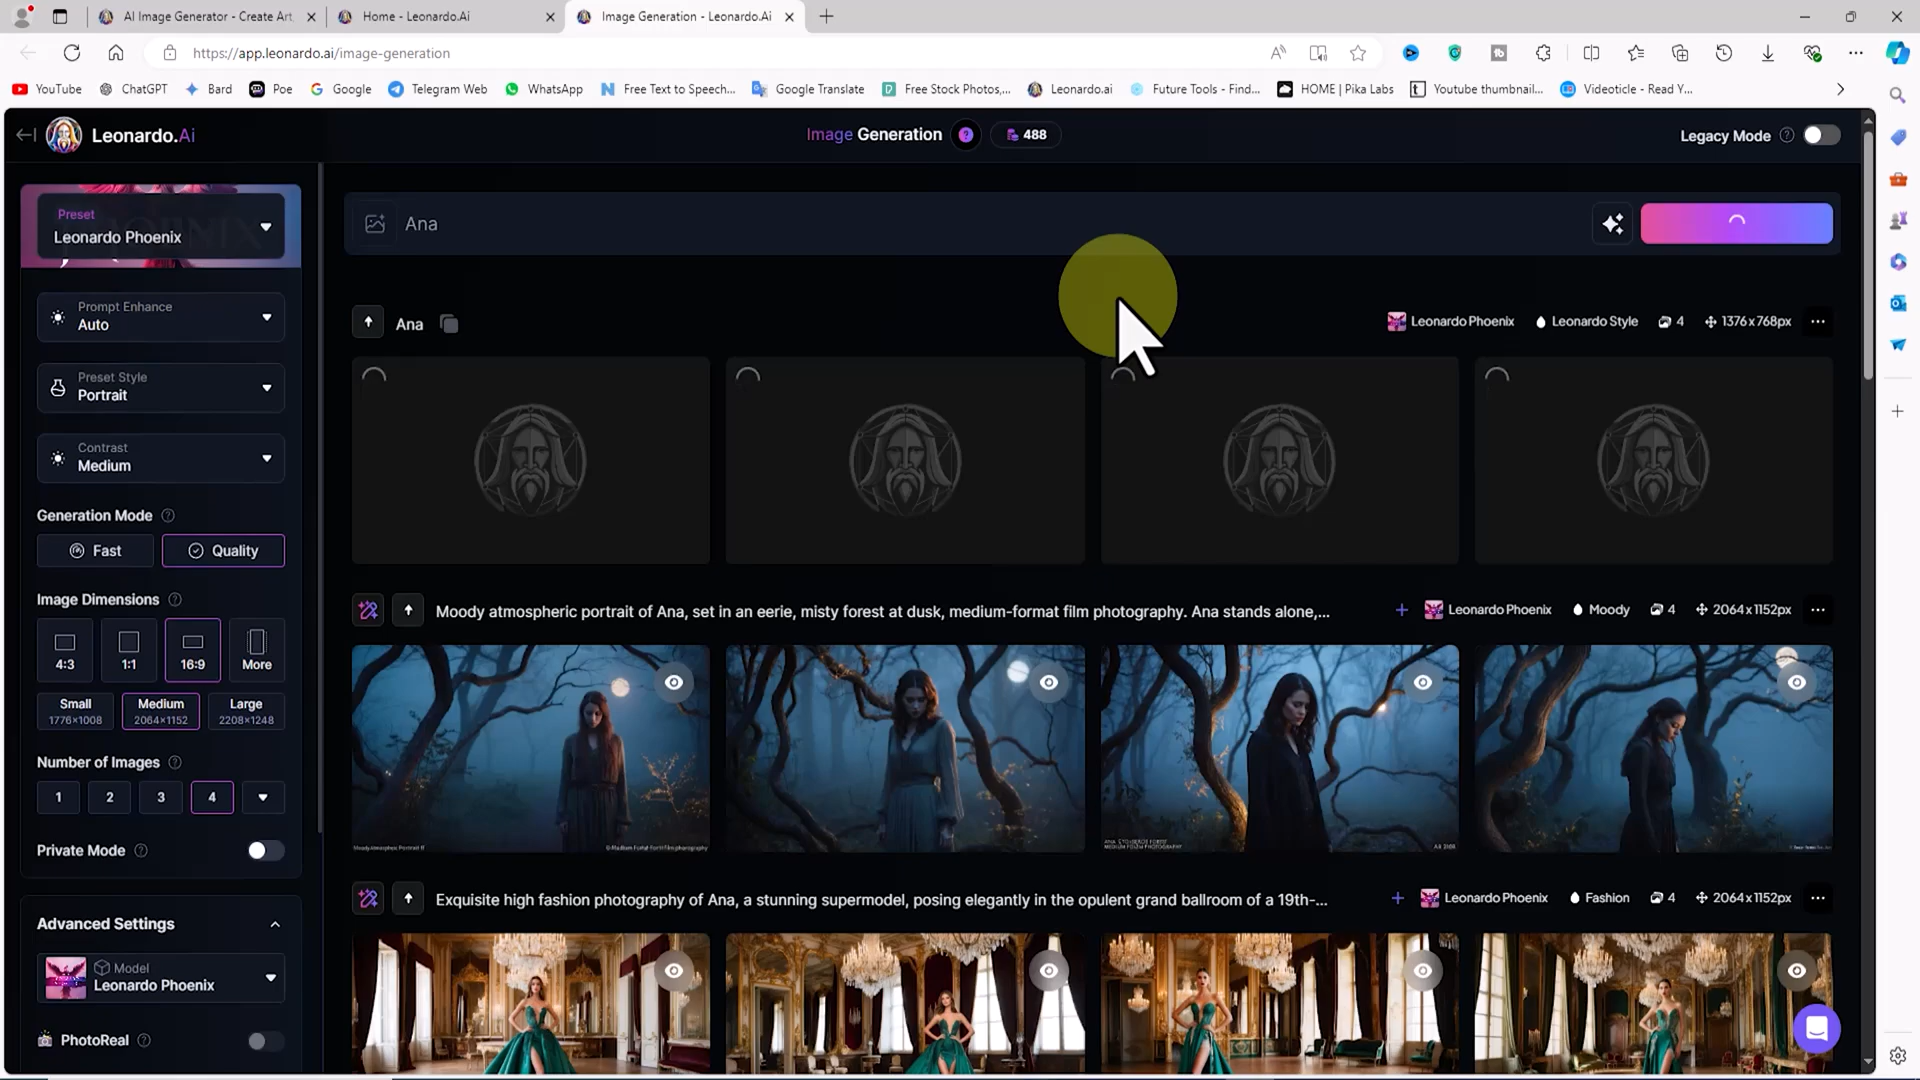 AI Image Generator - Create Art,
Home - Leonardo.Ai
Image Generation - Leonardo.Ai
https://app.leonardo.ai/image-generation
YouTube
ChatGPT
Bard
Poe
Google
Telegram Web
WhatsApp
Free Text to Speech...
Google Translate
Free Stock Photos,...
Leonardo.ai
Future Tools - Find...
HOME | Pika Labs
Youtube thumbnail...
Videoticle - Read Y...
Leonardo.Ai
Image Generation
488
Legacy Mode
Preset
Leonardo Phoenix
Ana
Prompt Enhance
Auto
Ana
Leonardo Phoenix
Leonardo Style
4
1376x768px
Preset Style
Portrait
Contrast
Medium
Generation Mode
Fast
Quality
Image Dimensions
4:3
1:1
16:9
More
Small
1776×1008
Medium
2064×1152
Large
2208×1248
Moody atmospheric portrait of Ana, set in an eerie, misty forest at dusk, medium-format film photography. Ana stands alone,...
Leonardo Phoenix
Moody
4
2064x1152px
Number of Images
1
2
3
4
Private Mode
Exquisite high fashion photography of Ana, a stunning supermodel, posing elegantly in the opulent grand ballroom of a 19th-...
Leonardo Phoenix
Fashion
4
2064x1152px
Advanced Settings
Model
Leonardo Phoenix
PhotoReal